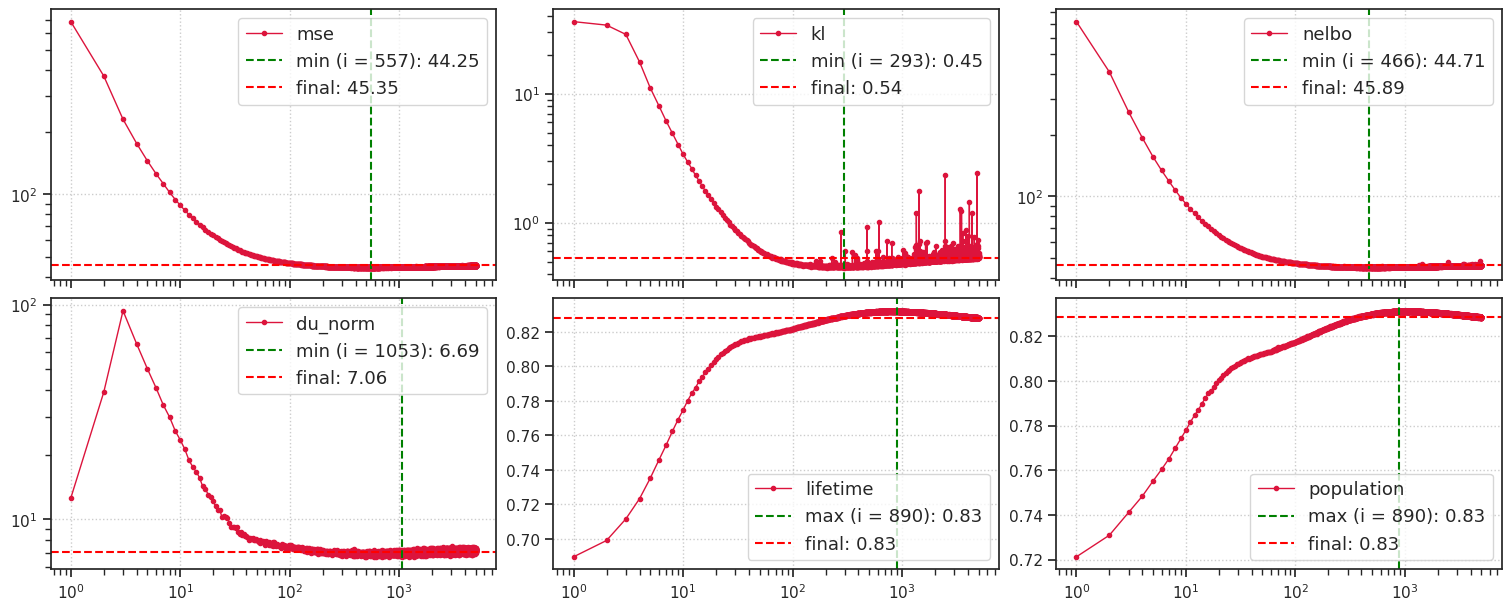 mse
min (i = 557): 44.25
final: 45.35
10²
kl
min (i = 293): 0.45
final: 0.54
10¹
10⁰
nelbo
min (i = 466): 44.71
final: 45.89
10²
du_norm
min (i = 1053): 6.69
final: 7.06
10²
10¹
10⁰
10¹
10²
10³
lifetime
max (i = 890): 0.83
final: 0.83
0.82
0.80
0.78
0.76
0.74
0.72
0.70
10⁰
10¹
10²
10³
population
max (i = 890): 0.83
final: 0.83
0.82
0.80
0.78
0.76
0.74
0.72
10⁰
10¹
10²
10³